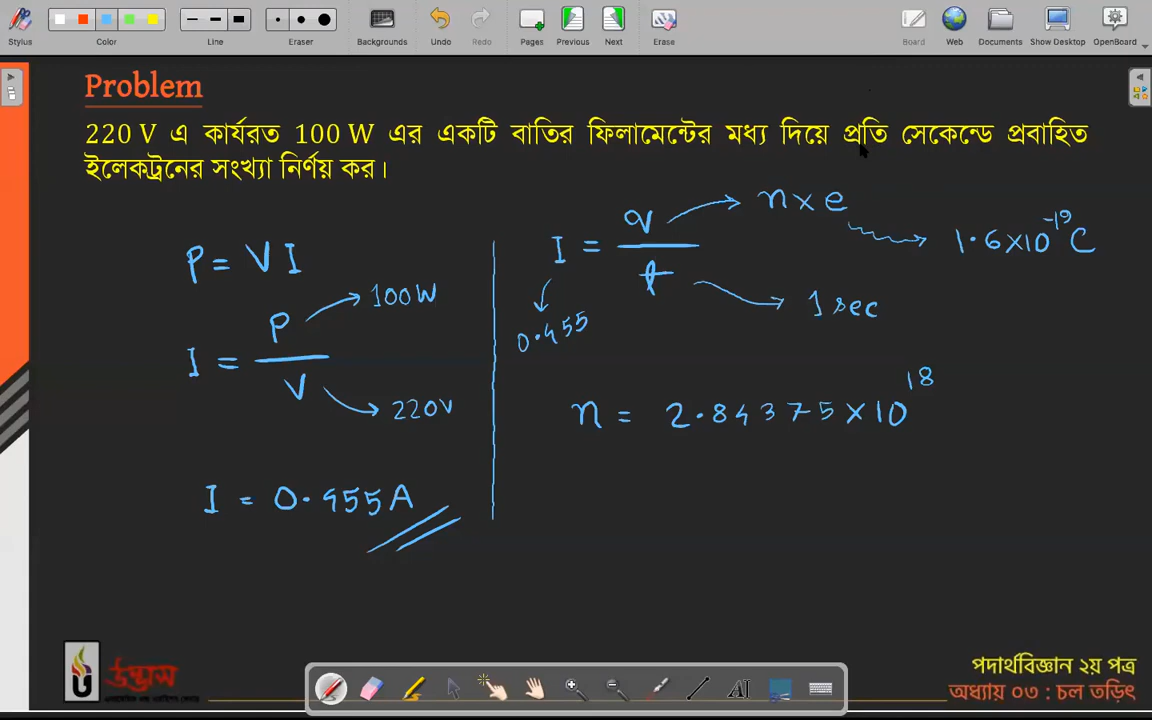 Stylus Color Line Eraser Backgrounds Undo Redo Pages Previous Next Erase Board Web Documents Show Desktop OpenBoard
Problem
220 V এ কার্যরত 100 W এর একটি বাতির ফিলামেন্টের মধ্য দিয়ে প্রতি সেকেন্ডে প্রবাহিত
ইলেকট্রনের সংখ্যা নির্ণয় কর।
P = VI
I = P / V
100W
220V
I = 0.455A
I = q / t
n×e
1.6×10⁻¹⁹ C
1 sec
0.455
n = 2.84375×10¹⁸
উদ্ভাস
পদার্থবিজ্ঞান ২য় পত্র
অধ্যায় ০৩ : চল তড়িৎ